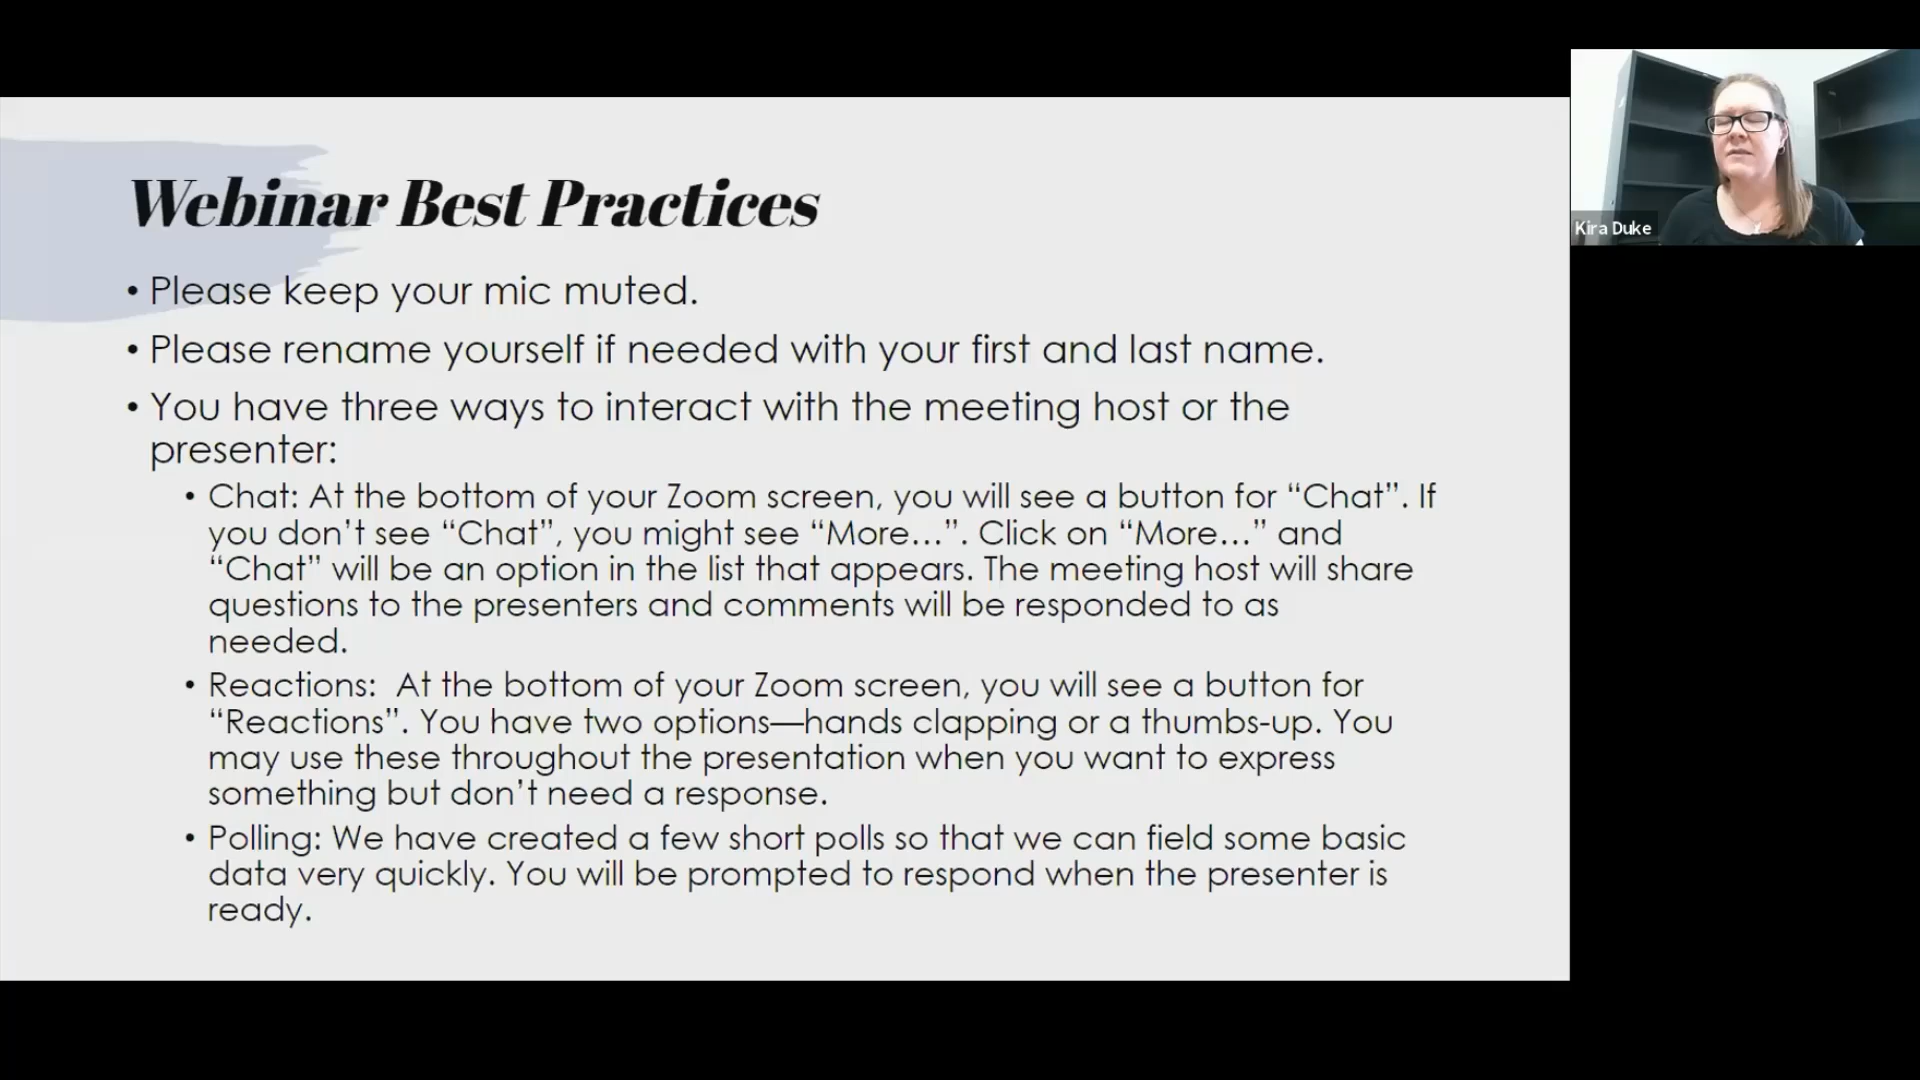 Webinar Best Practices
• Please keep your mic muted.
• Please rename yourself if needed with your first and last name.
• You have three ways to interact with the meeting host or the
presenter:
• Chat: At the bottom of your Zoom screen, you will see a button for “Chat”. If
you don’t see “Chat”, you might see “More…”. Click on “More…” and
“Chat” will be an option in the list that appears. The meeting host will share
questions to the presenters and comments will be responded to as
needed.
• Reactions:  At the bottom of your Zoom screen, you will see a button for
“Reactions”. You have two options—hands clapping or a thumbs-up. You
may use these throughout the presentation when you want to express
something but don’t need a response.
• Polling: We have created a few short polls so that we can field some basic
data very quickly. You will be prompted to respond when the presenter is
ready.
Kira Duke